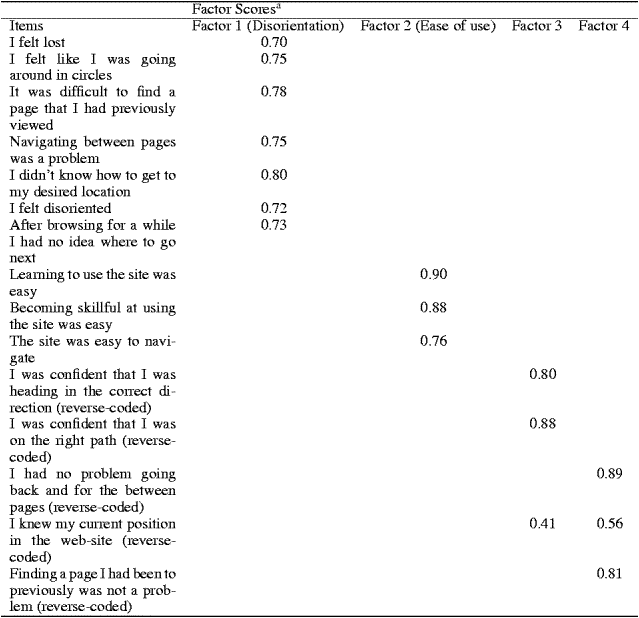 Factor Scoresa
Items Factor 1 (Disorientation) Factor 2 (Ease of use) Factor 3 Factor 4
I felt lost 0.70
I felt like I was going 0.75
around in circles
It was difficult to find a 0.78
page that I had previously
viewed
Navigating between pages 0.75
was a problem
I didn't know how to get to 0.80
my desired location
I felt disoriented 0.72
After browsing for a while 0.73
I had no idea where to go
next
Learning to use the site was 0.90
easy
Becoming skillful at using 0.88
the site was easy
The site was easy to navi- 0.76
gate
I was confident that I was 0.80
heading in the correct di-
rection (reverse-coded)
I was confident that I was 0.88
on the right path (reverse-
coded)
I had no problem going 0.89
back and for the between
pages (reverse-coded)
I knew my current position 0.41 0.56
in the web-site (reverse-
coded)
Finding a page I had been to 0.81
previously was not a prob-
lem (reverse-coded)